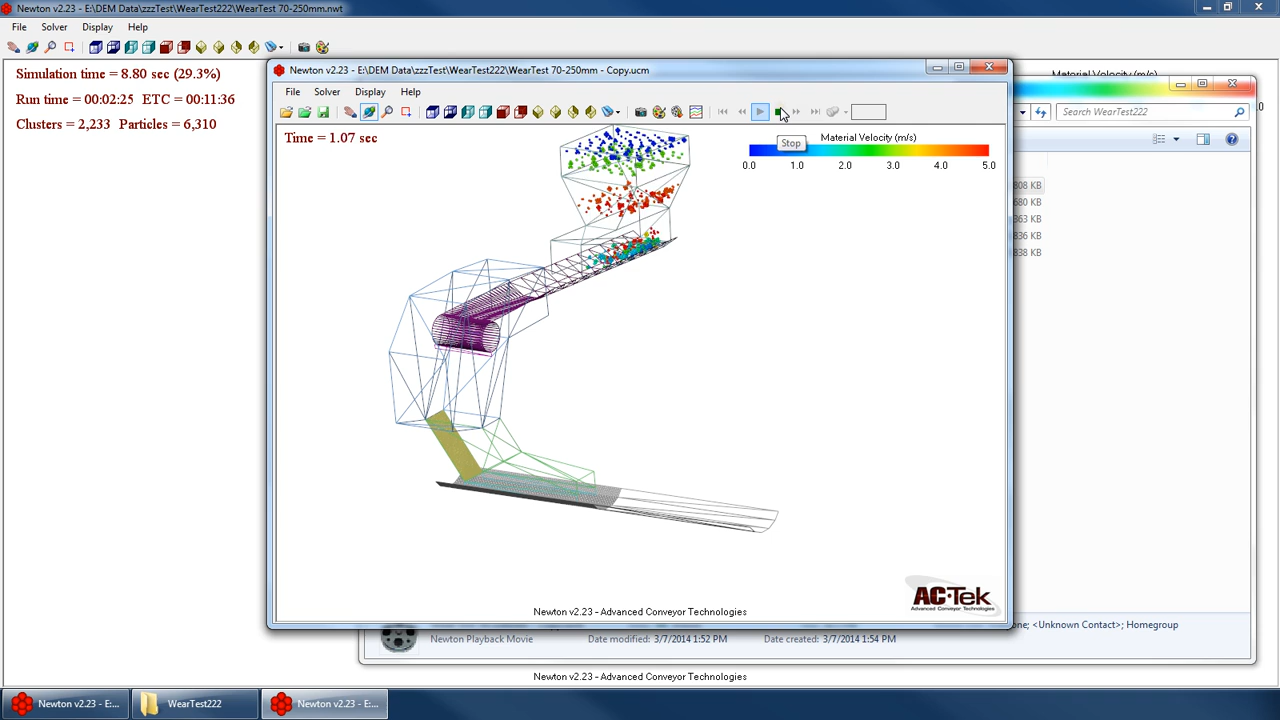 Newton v2.23 - E:\DEM Data\zzzTest\WearTest222\WearTest 70-250mm.nwt
File Solver Display Help
Simulation time = 8.80 sec (29.3%)
Run time = 00:02:25 ETC = 00:11:36
Clusters = 2,233 Particles = 6,310
Newton v2.23 - E:\DEM Data\zzzTest\WearTest222\WearTest 70-250mm - Copy.ucm
File Solver Display Help
Time = 1.07 sec
Stop
Material Velocity (m/s)
0.0 1.0 2.0 3.0 4.0 5.0
AC-Tek
Advanced Conveyor Technologies
Newton v2.23 - Advanced Conveyor Technologies
Search WearTest222
808 KB
680 KB
363 KB
836 KB
838 KB
<Unknown Contact>; Homegroup
Newton Playback Movie Date modified: 3/7/2014 1:52 PM Date created: 3/7/2014 1:54 PM
Newton v2.23 - Advanced Conveyor Technologies
Newton v2.23 - E:... WearTest222 Newton v2.23 - E:...